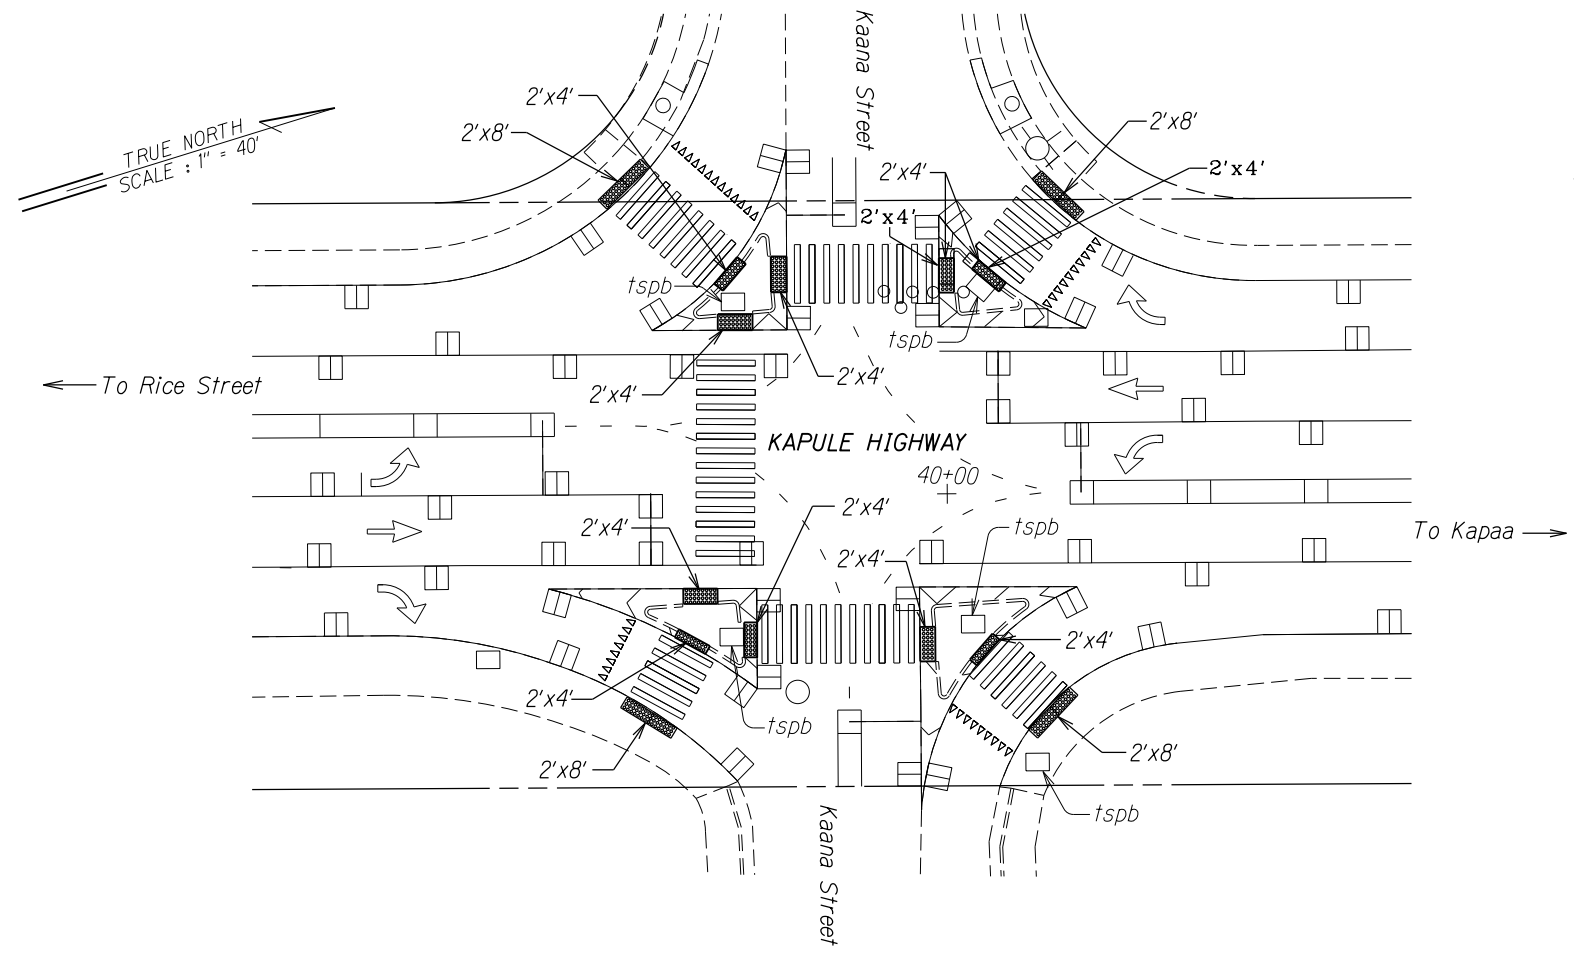 Kaana Street
2'x4'
2'x8'
TRUE NORTH
SCALE : 1" = 40'
2'x8'
2'x4'
2'x4'
2'x4'
tspb
tspb
2'x4'
2'x4'
To Rice Street
KAPULE HIGHWAY
40+00
2'x4'
2'x4'
tspb
To Kapaa
2'x4'
2'x4'
2'x4'
tspb
2'x8'
2'x8'
tspb
Kaana Street